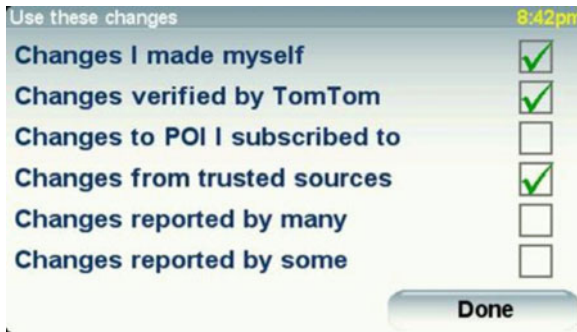 Use these changes 8:42pm
Changes I made myself
Changes verified by TomTom
Changes to POI I subscribed to
Changes from trusted sources
Changes reported by many
Changes reported by some
Done